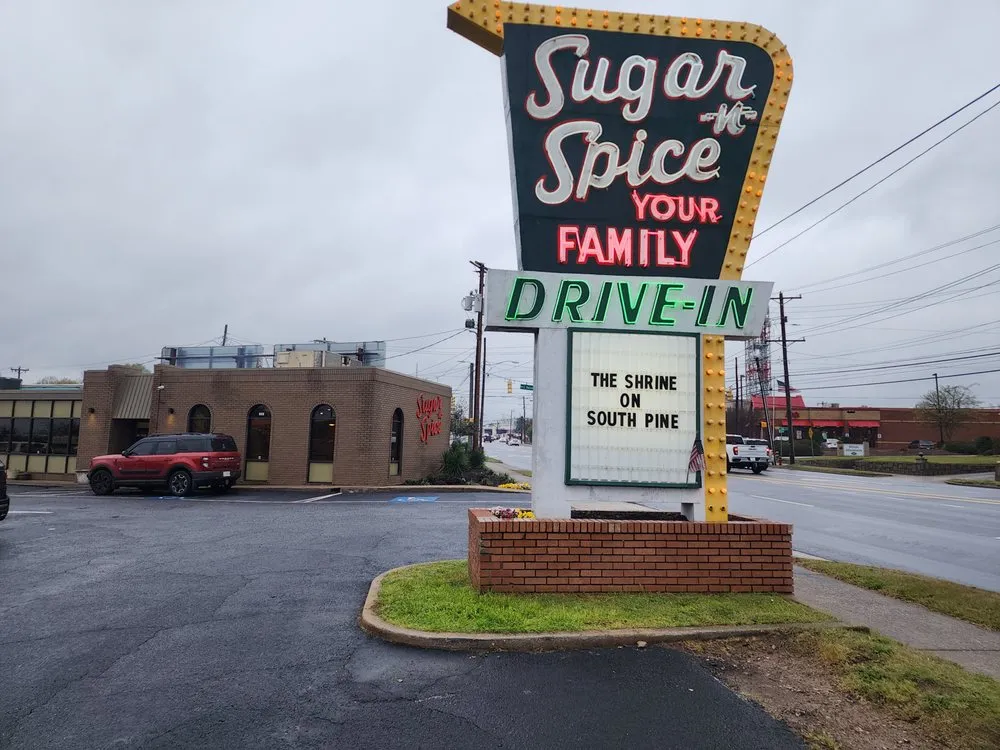 Sugar
-n-
Spice
YOUR
FAMILY
DRIVE-IN
THE SHRINE
ON
SOUTH PINE
Sugar
Spice